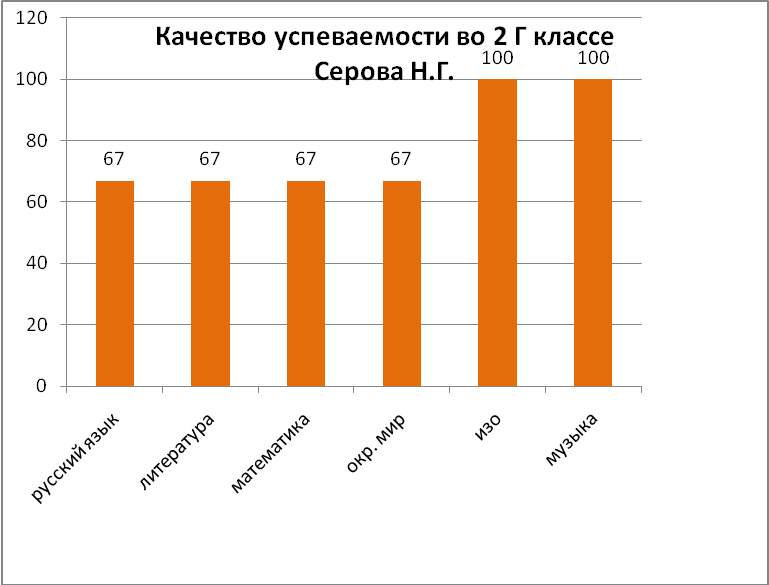 Качество успеваемости во 2 Г классе
Серова Н.Г.
120
100
80
60
40
20
0
67
67
67
67
100
100
русский язык
литература
математика
окр. мир
изо
музыка